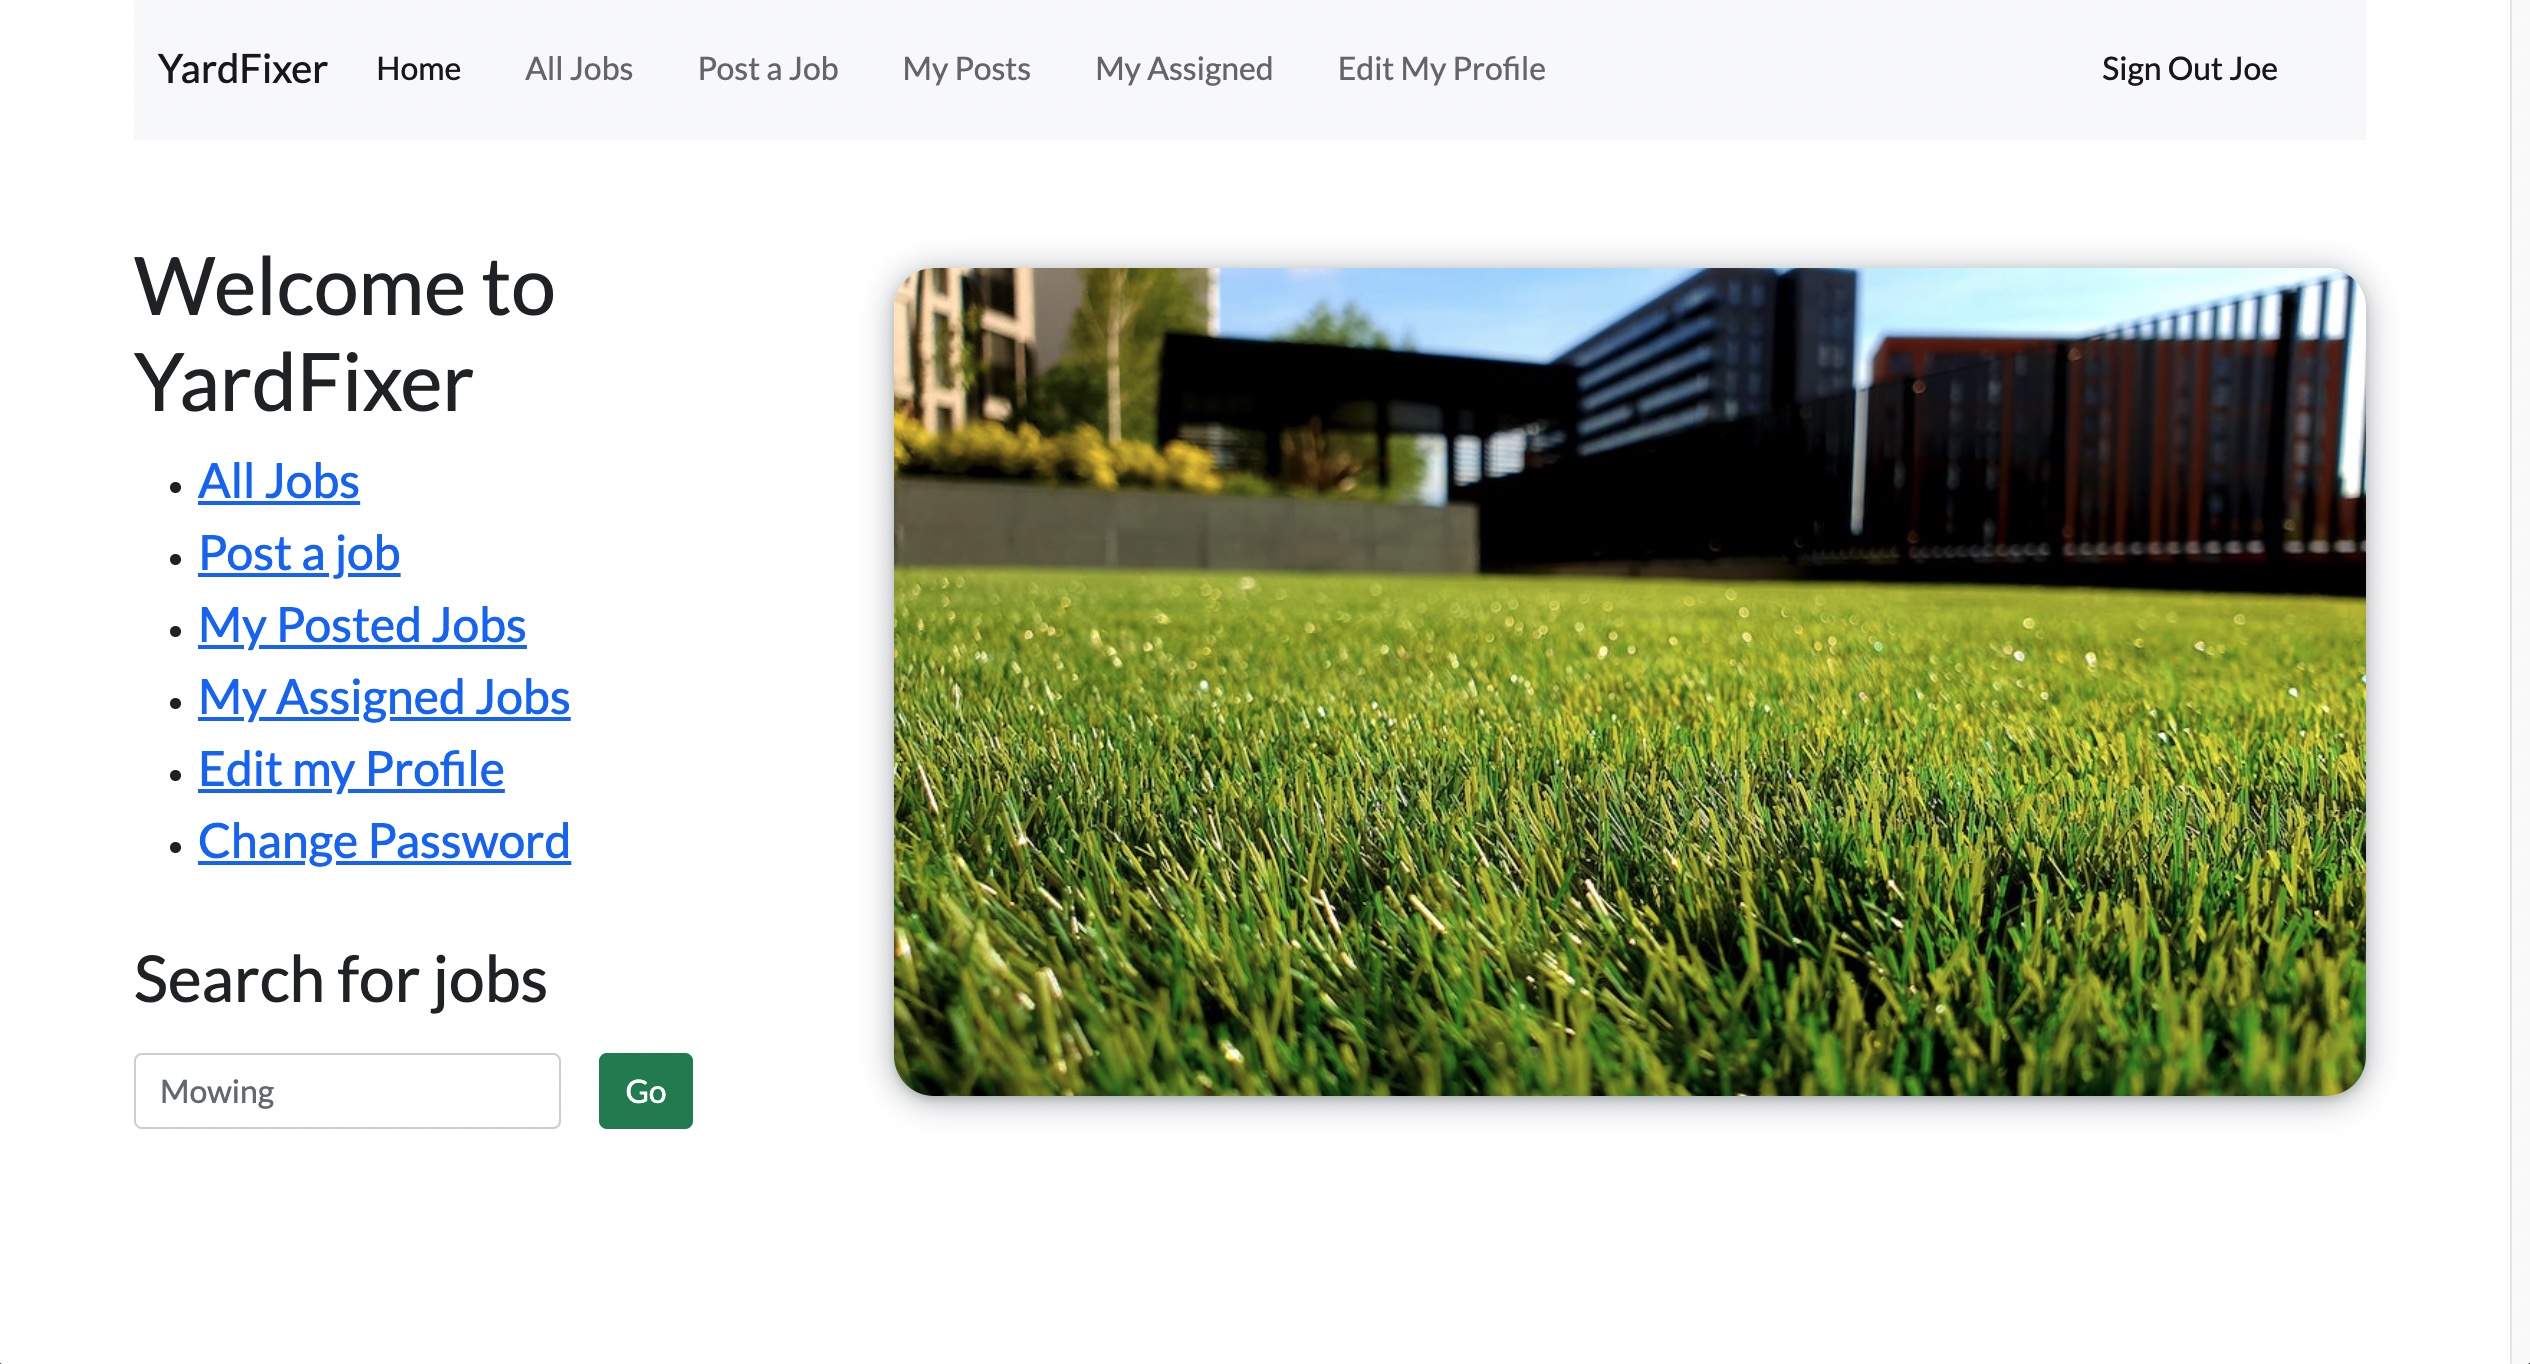 YardFixer Home All Jobs Post a Job My Posts My Assigned Edit My Profile Sign Out Joe
Welcome to
YardFixer
All Jobs
Post a job
My Posted Jobs
My Assigned Jobs
Edit my Profile
Change Password
Search for jobs
Mowing Go